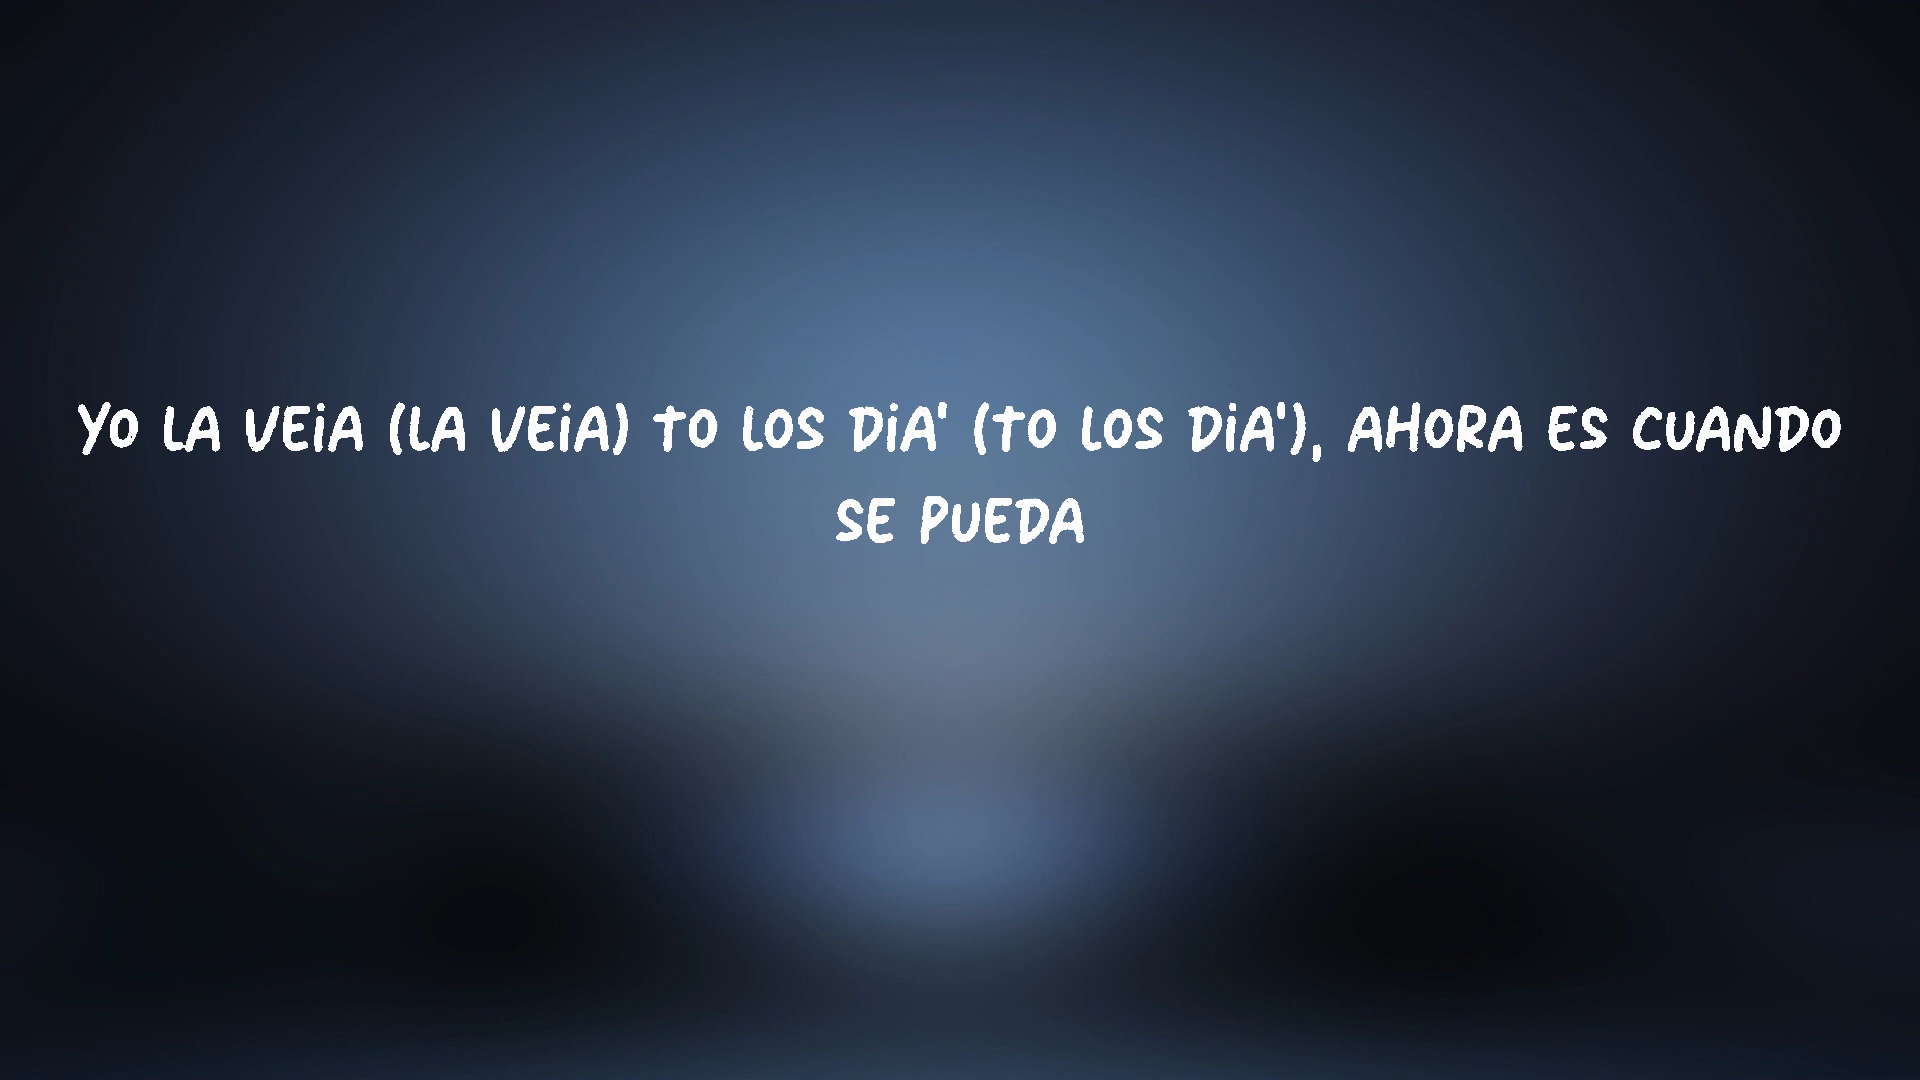 YO LA VEiA (LA VEiA) TO LOS DiA' (TO LOS DiA'), AHORA ES CUANDO
SE PUEDA